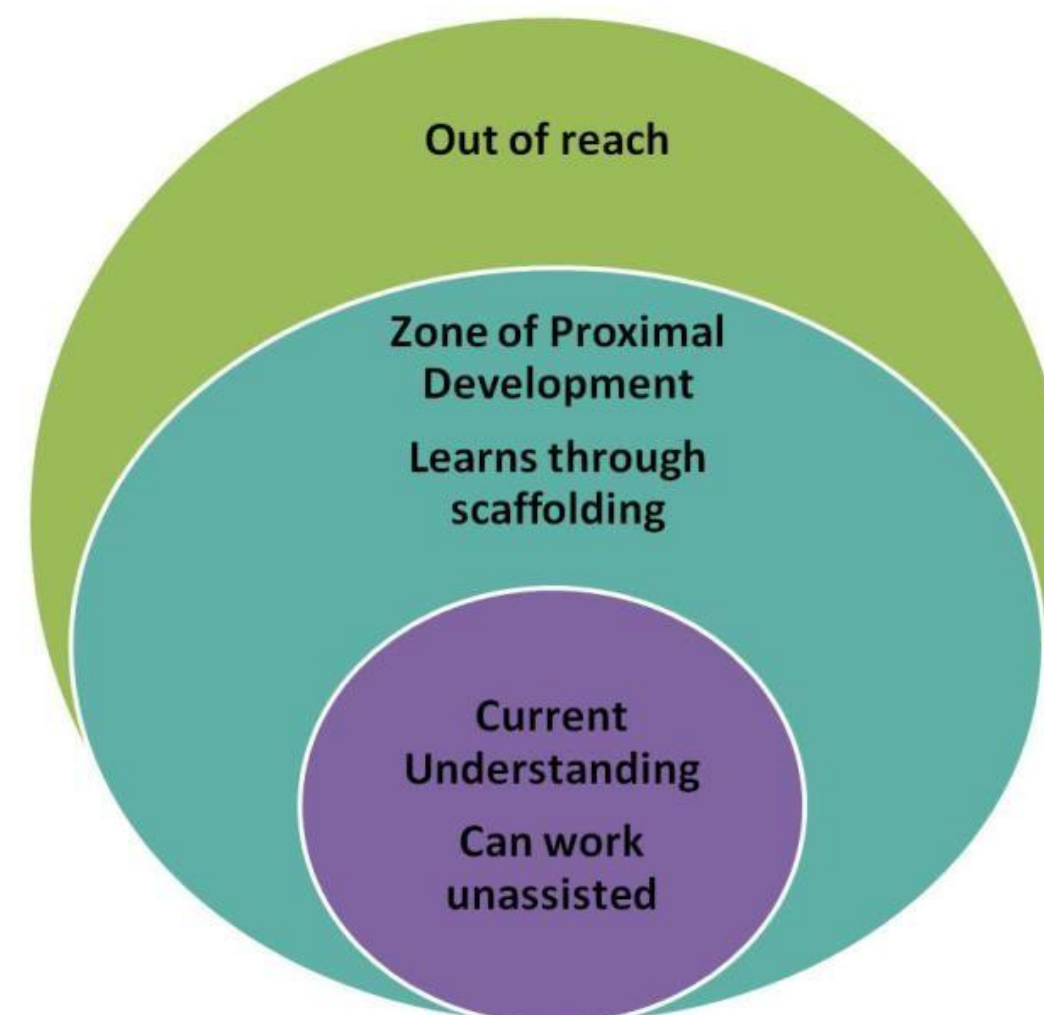 Out of reach
Zone of Proximal
Development
Learns through
scaffolding
Current
Understanding
Can work
unassisted